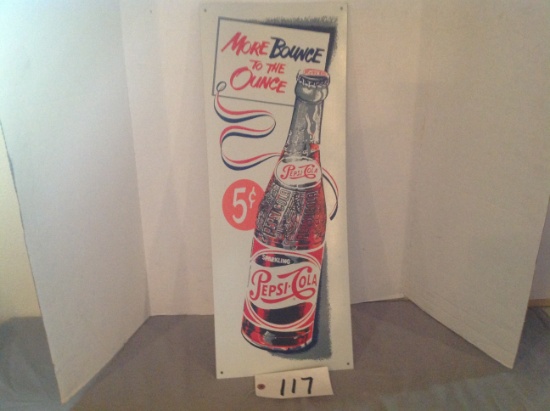 MORE BOUNCE
TO THE
OUNCE
PEPSI-COLA
5¢
SPARKLING
PEPSI-COLA
117